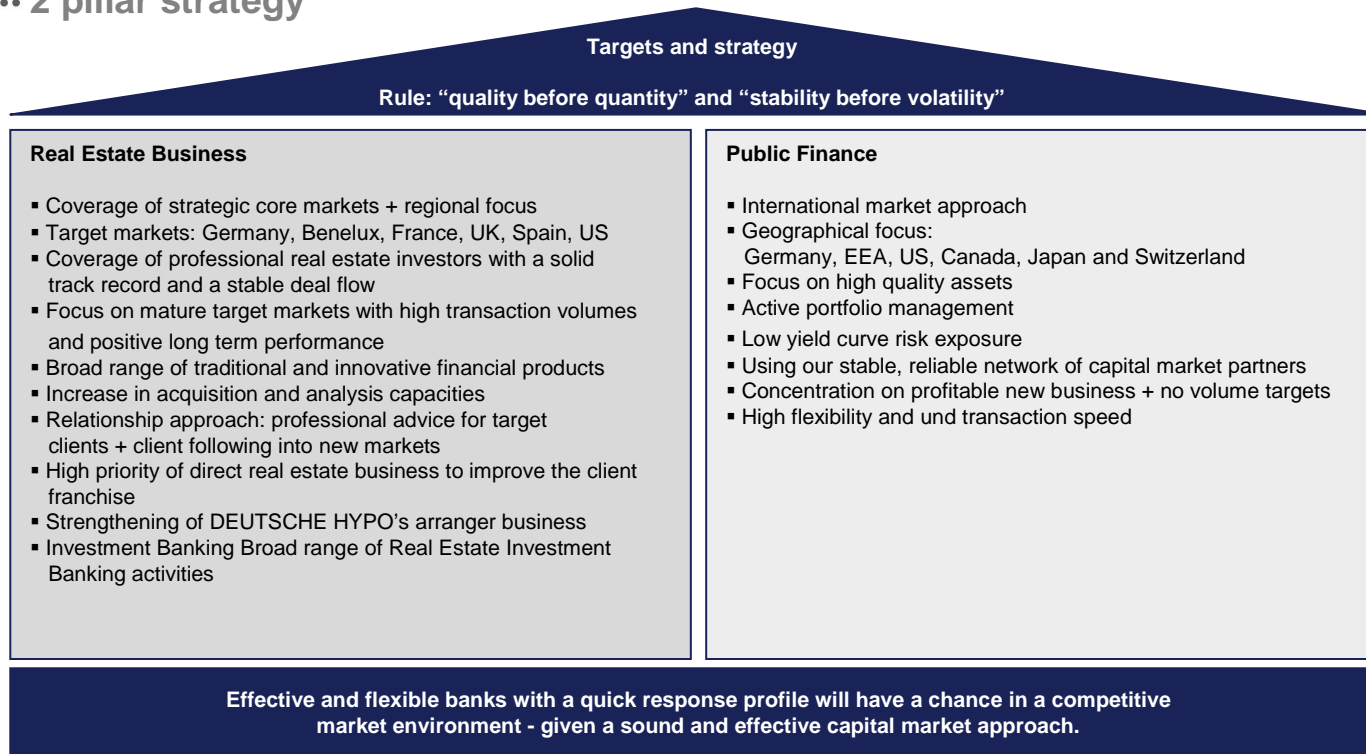 2 pillar strategy
Targets and strategy
Rule: “quality before quantity” and “stability before volatility”
Real Estate Business
▪ Coverage of strategic core markets + regional focus
▪ Target markets: Germany, Benelux, France, UK, Spain, US
▪ Coverage of professional real estate investors with a solid
track record and a stable deal flow
▪ Focus on mature target markets with high transaction volumes
and positive long term performance
▪ Broad range of traditional and innovative financial products
▪ Increase in acquisition and analysis capacities
▪ Relationship approach: professional advice for target
clients + client following into new markets
▪ High priority of direct real estate business to improve the client
franchise
▪ Strengthening of DEUTSCHE HYPO’s arranger business
▪ Investment Banking Broad range of Real Estate Investment
Banking activities
Public Finance
▪ International market approach
▪ Geographical focus:
Germany, EEA, US, Canada, Japan and Switzerland
▪ Focus on high quality assets
▪ Active portfolio management
▪ Low yield curve risk exposure
▪ Using our stable, reliable network of capital market partners
▪ Concentration on profitable new business + no volume targets
▪ High flexibility and und transaction speed
Effective and flexible banks with a quick response profile will have a chance in a competitive
market environment - given a sound and effective capital market approach.